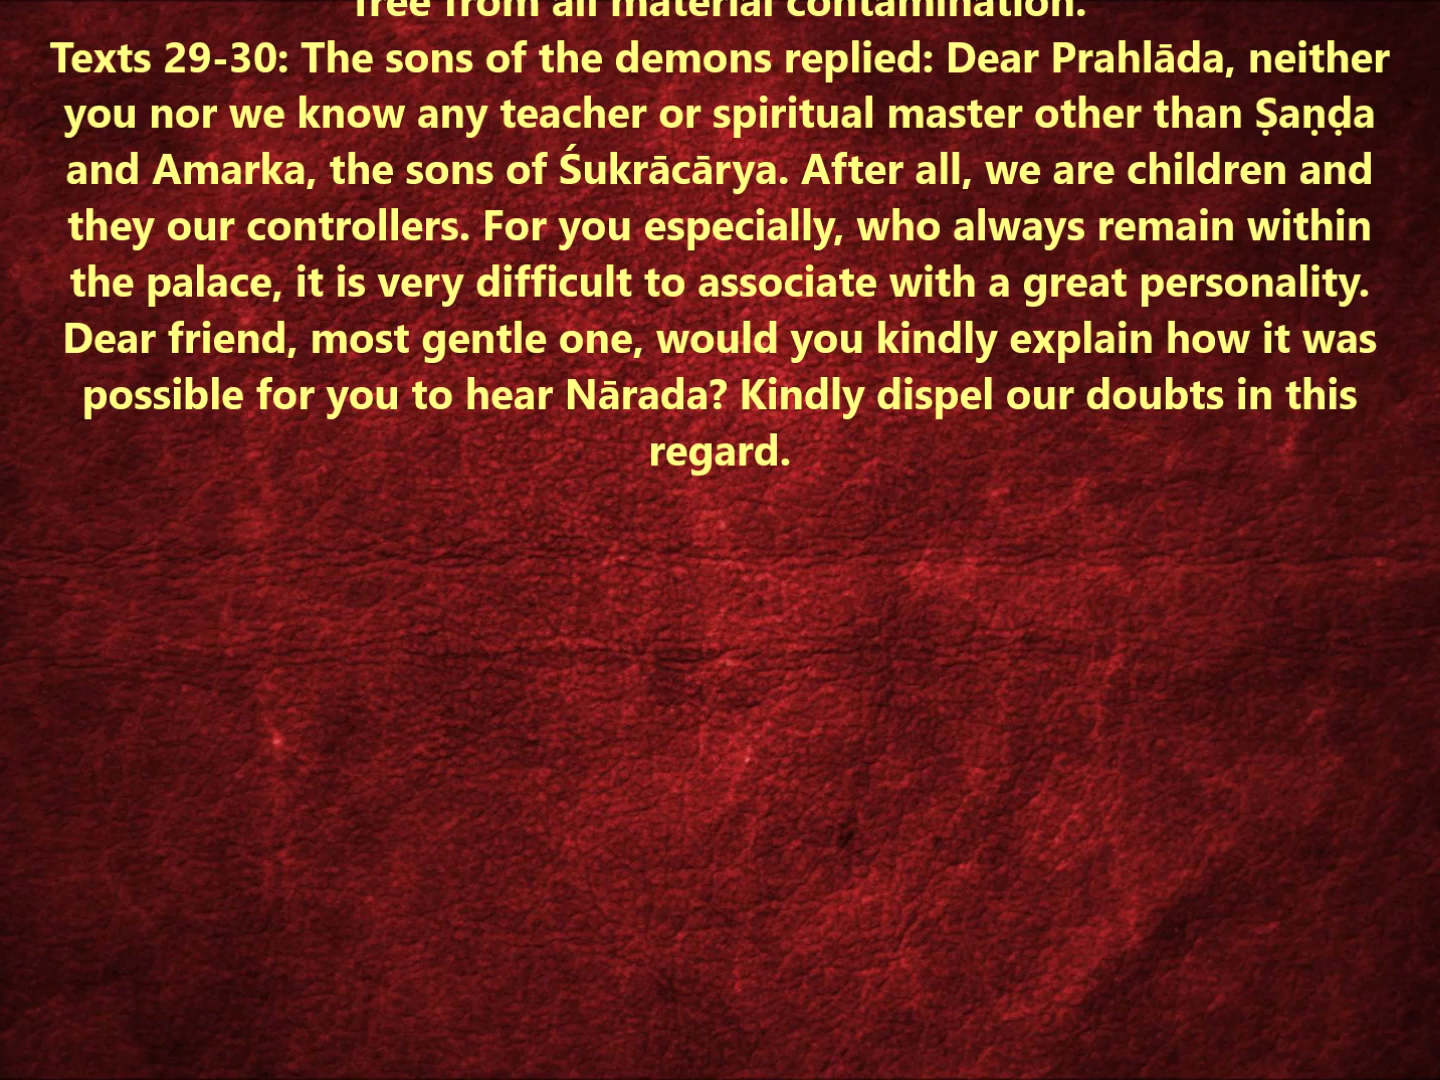 free from all material contamination.
Texts 29-30: The sons of the demons replied: Dear Prahlāda, neither
you nor we know any teacher or spiritual master other than Ṣaṇḍa
and Amarka, the sons of Śukrācārya. After all, we are children and
they our controllers. For you especially, who always remain within
the palace, it is very difficult to associate with a great personality.
Dear friend, most gentle one, would you kindly explain how it was
possible for you to hear Nārada? Kindly dispel our doubts in this
regard.